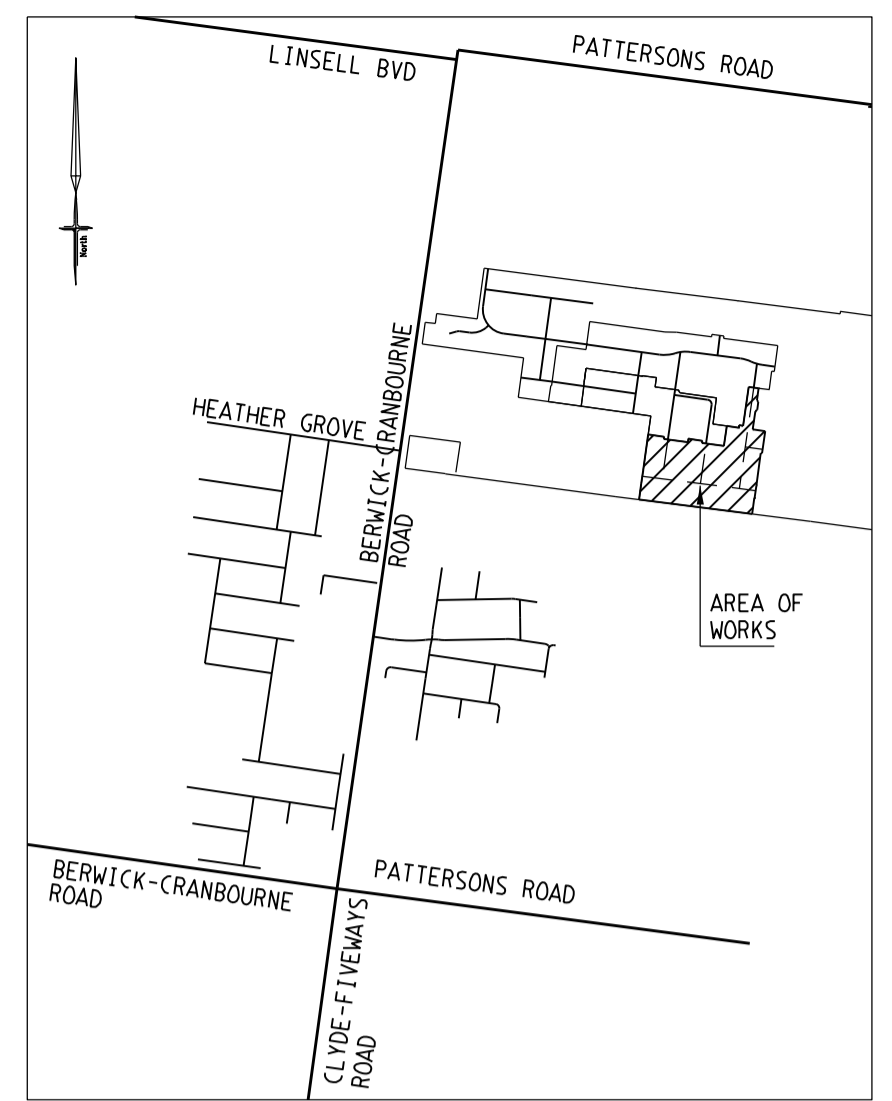 LINSELL BVD
PATTERSONS ROAD
North
HEATHER GROVE
BERWICK-CRANBOURNE
ROAD
AREA OF
WORKS
BERWICK-CRANBOURNE
ROAD
PATTERSONS ROAD
CLYDE-FIVEWAYS
ROAD